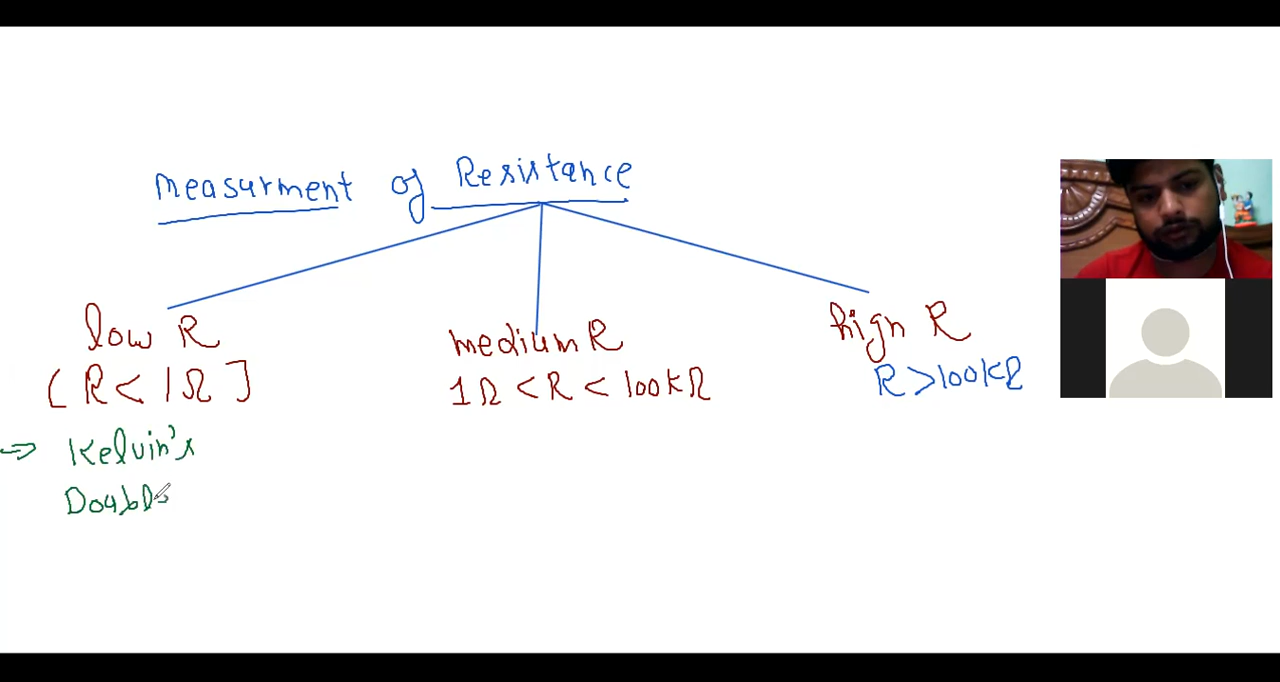 Measurment of Resistance
low R
(R < 1Ω]
medium R
1Ω < R < 100kΩ
high R
R > 100kΩ
⇒ Kelvin's
Double